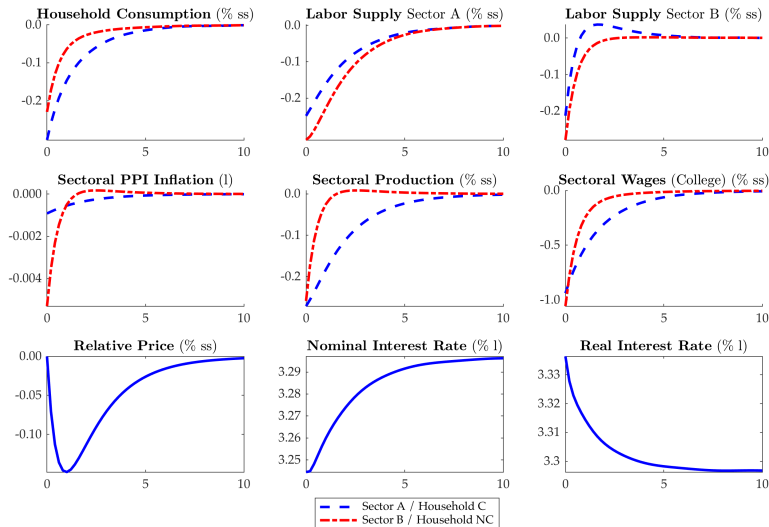 Household Consumption (% ss)
0.0
-0.1
-0.2
0 5 10
Labor Supply Sector A (% ss)
0.0
-0.1
-0.2
0 5 10
Labor Supply Sector B (% ss)
0.0
-0.1
-0.2
0 5 10
Sectoral PPI Inflation (l)
0.000
-0.002
-0.004
0 5 10
Sectoral Production (% ss)
0.0
-0.1
-0.2
0 5 10
Sectoral Wages (College) (% ss)
0.0
-0.5
-1.0
0 5 10
Relative Price (% ss)
0.00
-0.05
-0.10
0 5 10
Nominal Interest Rate (% l)
3.29
3.28
3.27
3.26
3.25
0 5 10
Real Interest Rate (% l)
3.33
3.32
3.31
3.3
0 5 10
Sector A / Household C
Sector B / Household NC